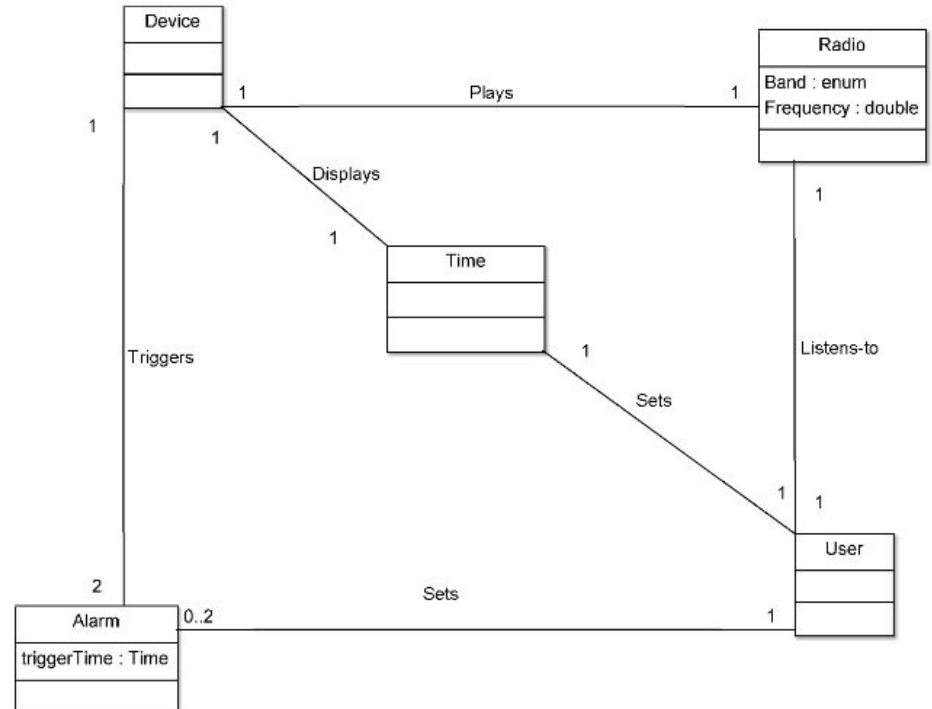 Device
Radio
Band : enum
Frequency : double
1
Plays
1
1
1
Displays
1
1
Time
Triggers
1
Listens-to
Sets
1
1
User
2
Sets
Alarm
0..2
1
triggerTime : Time